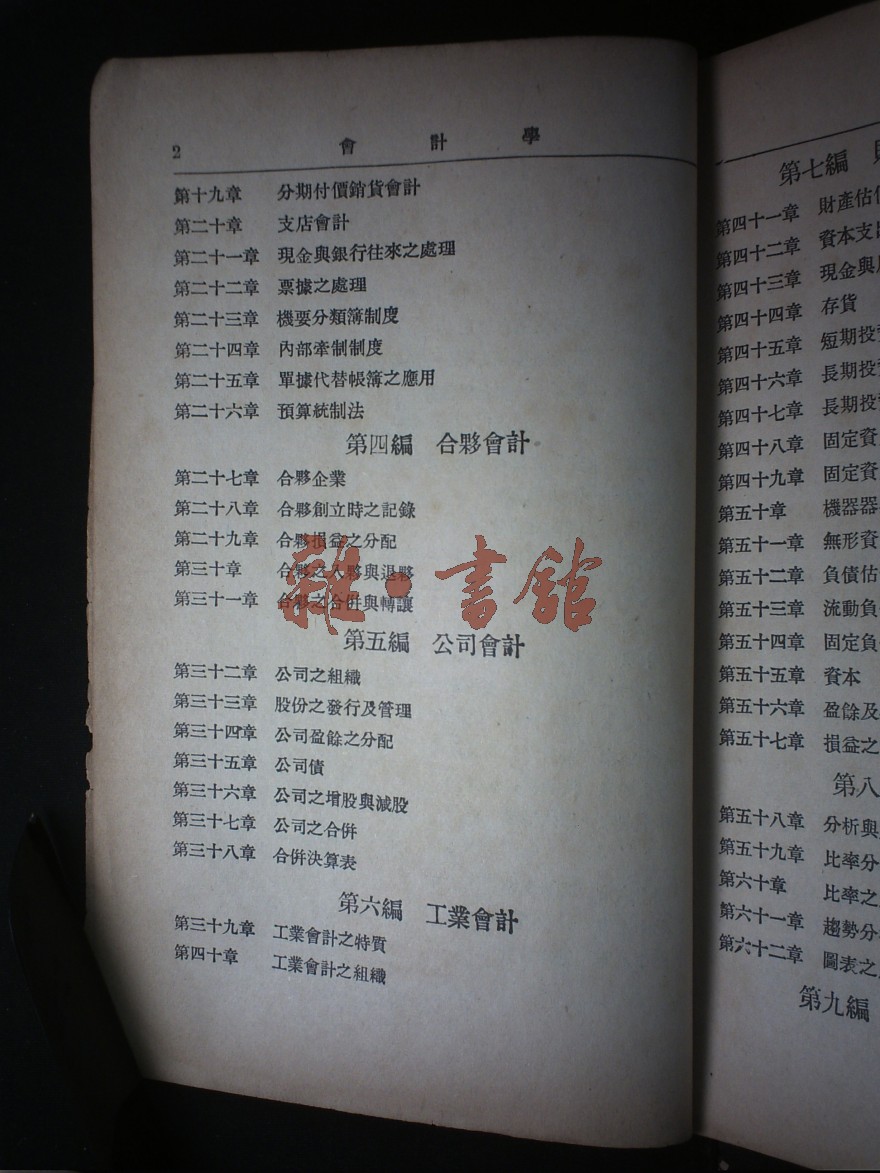 2 會計學
第十九章 分期付價銷貨會計
第二十章 支店會計
第二十一章 現金與銀行往來之處理
第二十二章 票據之處理
第二十三章 機要分類簿制度
第二十四章 內部牽制制度
第二十五章 單據代替帳簿之應用
第二十六章 預算統制法
第四編 合夥會計
第二十七章 合夥企業
第二十八章 合夥創立時之記錄
第二十九章 合夥損益之分配
第三十章 合夥之入夥與退夥
第三十一章 合夥之合併與轉讓
雜·書館
第五編 公司會計
第三十二章 公司之組織
第三十三章 股份之發行及管理
第三十四章 公司盈餘之分配
第三十五章 公司債
第三十六章 公司之增股與減股
第三十七章 公司之合併
第三十八章 合併決算表
第六編 工業會計
第三十九章 工業會計之特質
第四十章 工業會計之組織
第七編
第四十一章 財產估
第四十二章 資本支
第四十三章 現金與
第四十四章 存貨
第四十五章 短期投
第四十六章 長期投
第四十七章 長期投
第四十八章 固定資
第四十九章 固定資
第五十章 機器器
第五十一章 無形資
第五十二章 負債估
第五十三章 流動負
第五十四章 固定負
第五十五章 資本
第五十六章 盈餘及
第五十七章 損益之
第八
第五十八章 分析與
第五十九章 比率分
第六十章 比率之
第六十一章 趨勢分
第六十二章 圖表之
第九編